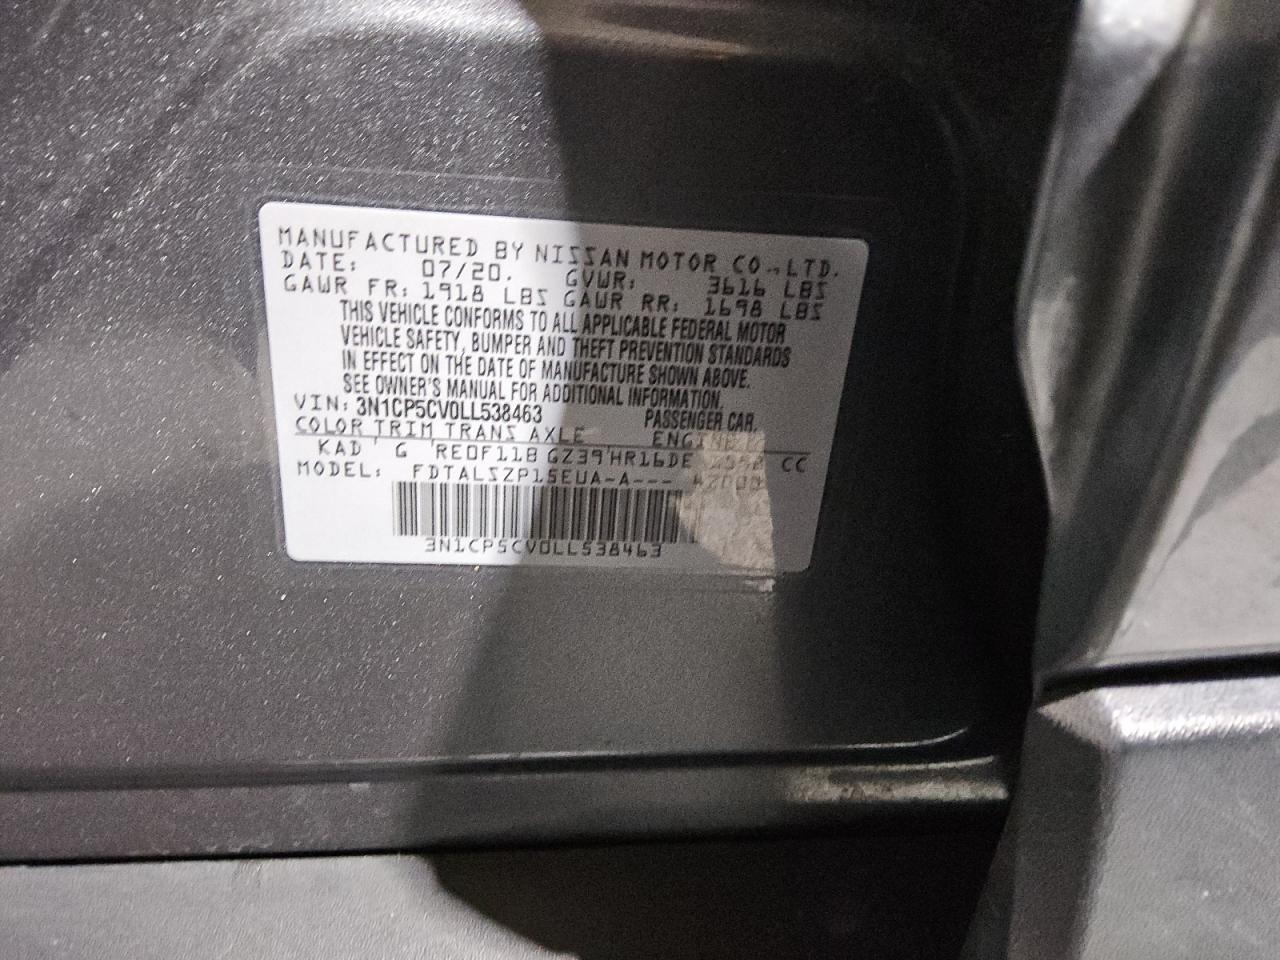 MANUFACTURED BY NISSAN MOTOR CO.,LTD.
DATE: 07/20. GVWR: 3616 LBS
GAWR FR: 1918 LBS GAWR RR: 1698 LBS
THIS VEHICLE CONFORMS TO ALL APPLICABLE FEDERAL MOTOR
VEHICLE SAFETY, BUMPER AND THEFT PREVENTION STANDARDS
IN EFFECT ON THE DATE OF MANUFACTURE SHOWN ABOVE.
SEE OWNER'S MANUAL FOR ADDITIONAL INFORMATION.
VIN: 3N1CP5CV0LL538463 PASSENGER CAR.
COLOR TRIM TRANS AXLE ENGINE
KAD G RE0F11B GZ39 HR16DE 1598 CC
MODEL: FDTALSZP15EUA-A---
3N1CP5CV0LL538463